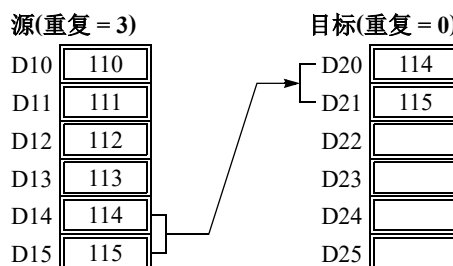 源(重复 = 3) 目标(重复 = 0)
D10 110 D20 114
D11 111 D21 115
D12 112 D22
D13 113 D23
D14 114 D24
D15 115 D25